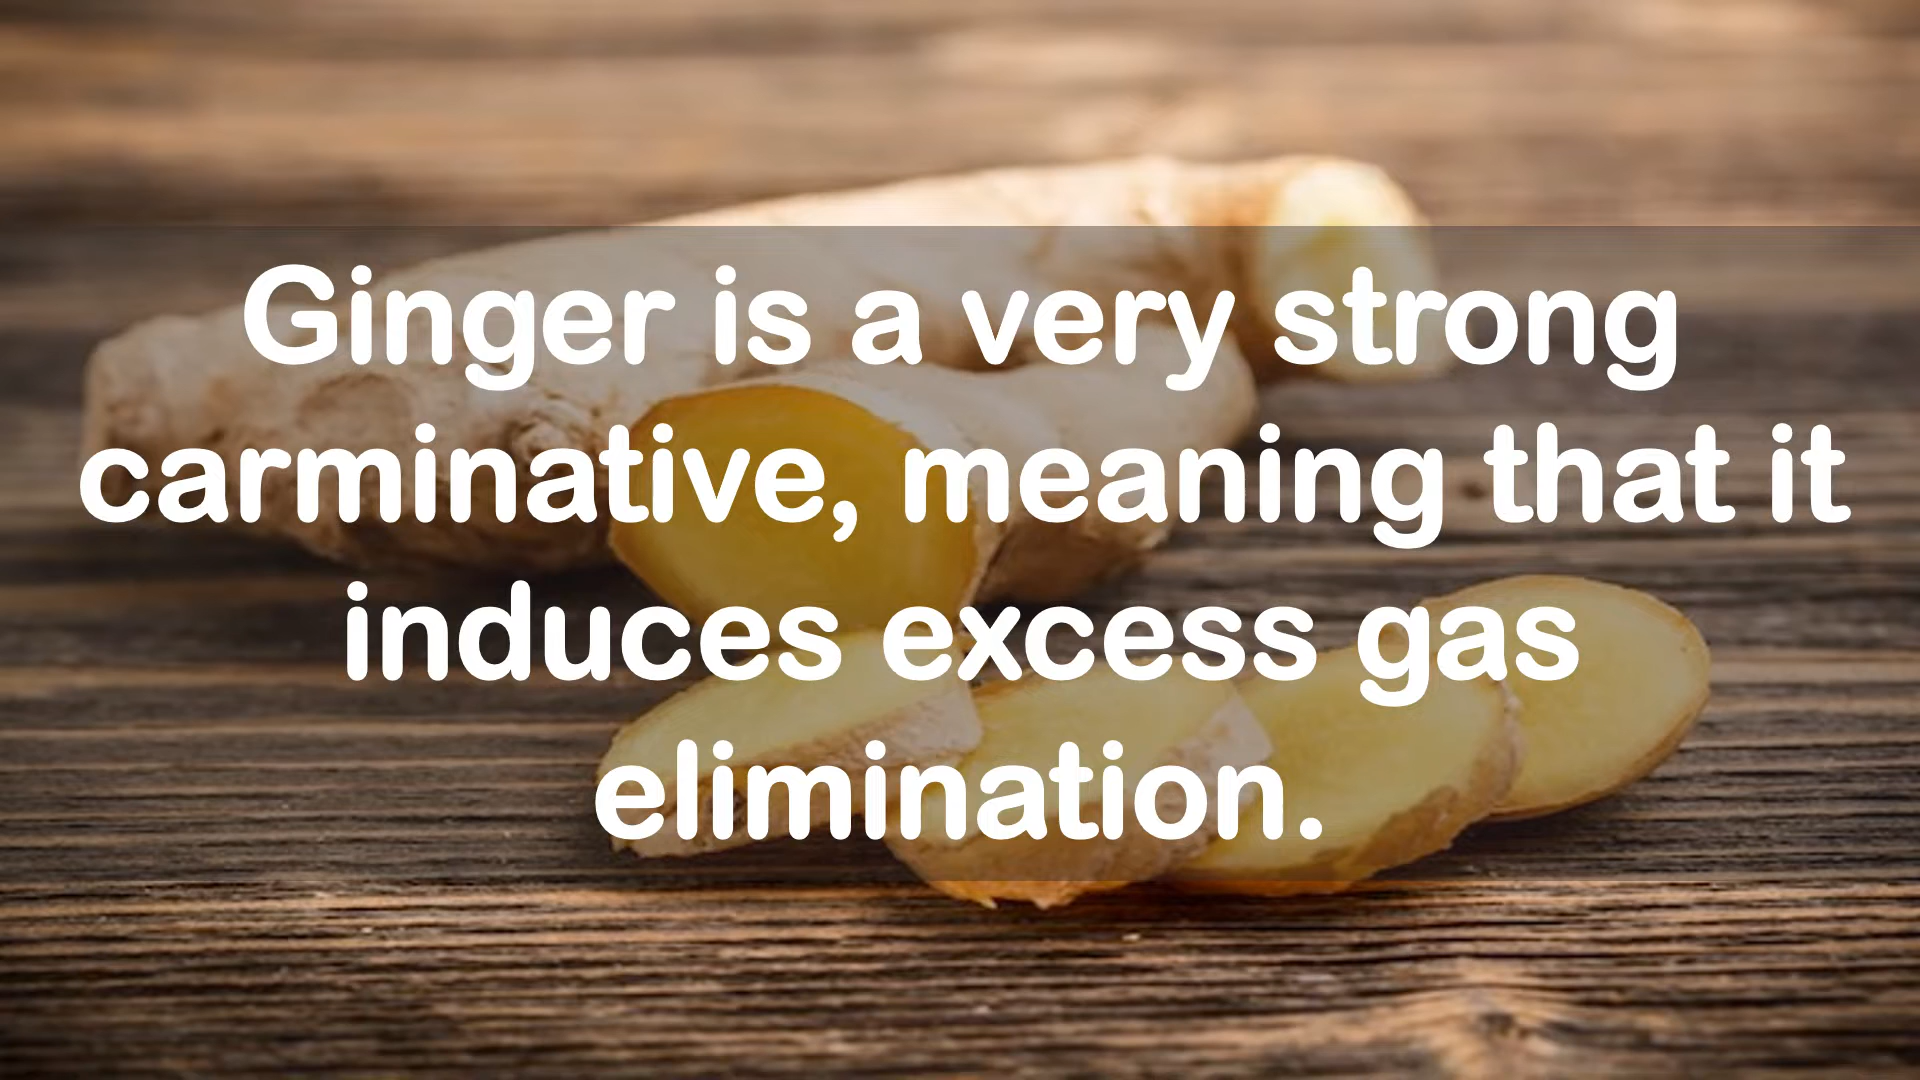 Ginger is a very strong
carminative, meaning that it
induces excess gas
elimination.